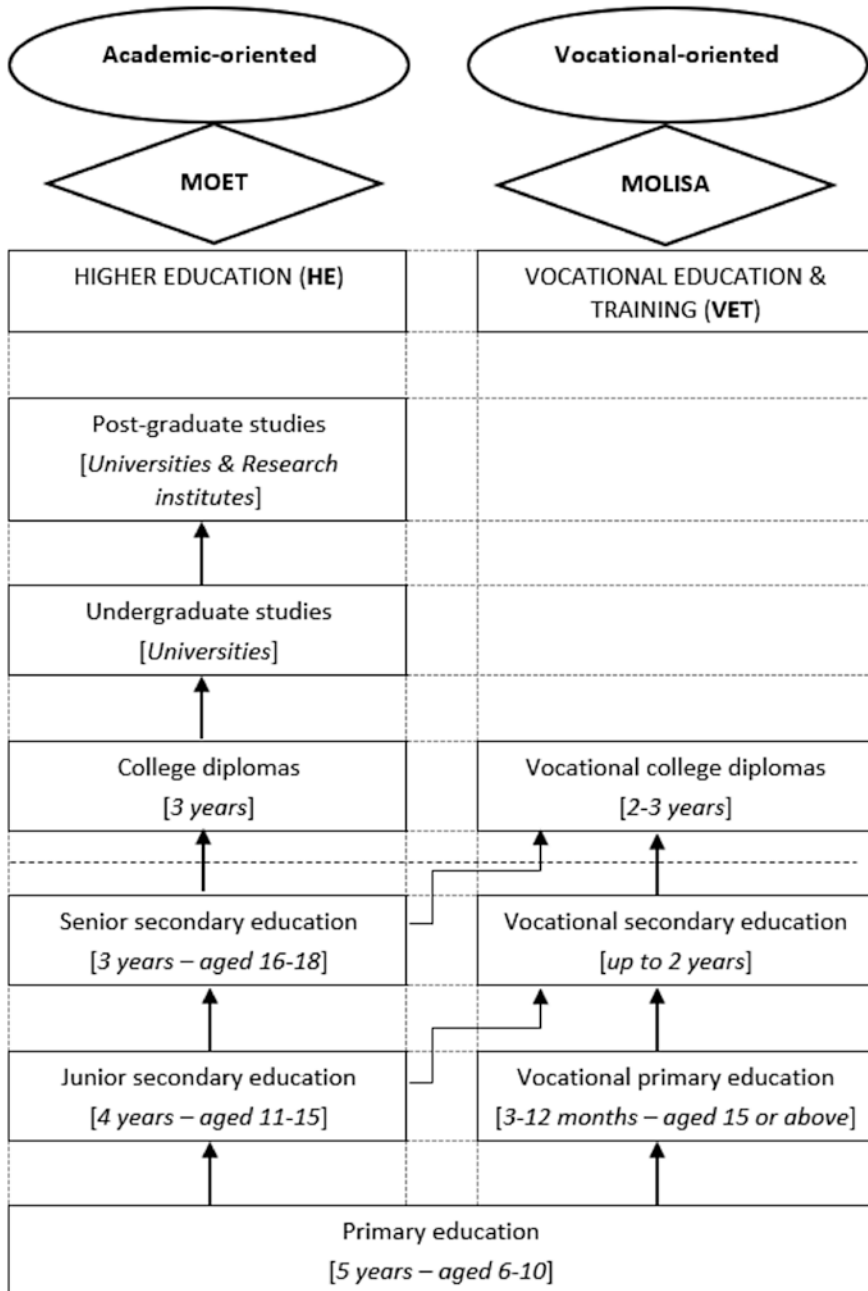 Academic-oriented
Vocational-oriented
MOET
MOLISA
HIGHER EDUCATION (HE)
VOCATIONAL EDUCATION &
TRAINING (VET)
Post-graduate studies
[Universities & Research
institutes]
Undergraduate studies
[Universities]
College diplomas
[3 years]
Vocational college diplomas
[2-3 years]
Senior secondary education
[3 years – aged 16-18]
Vocational secondary education
[up to 2 years]
Junior secondary education
[4 years – aged 11-15]
Vocational primary education
[3-12 months – aged 15 or above]
Primary education
[5 years – aged 6-10]